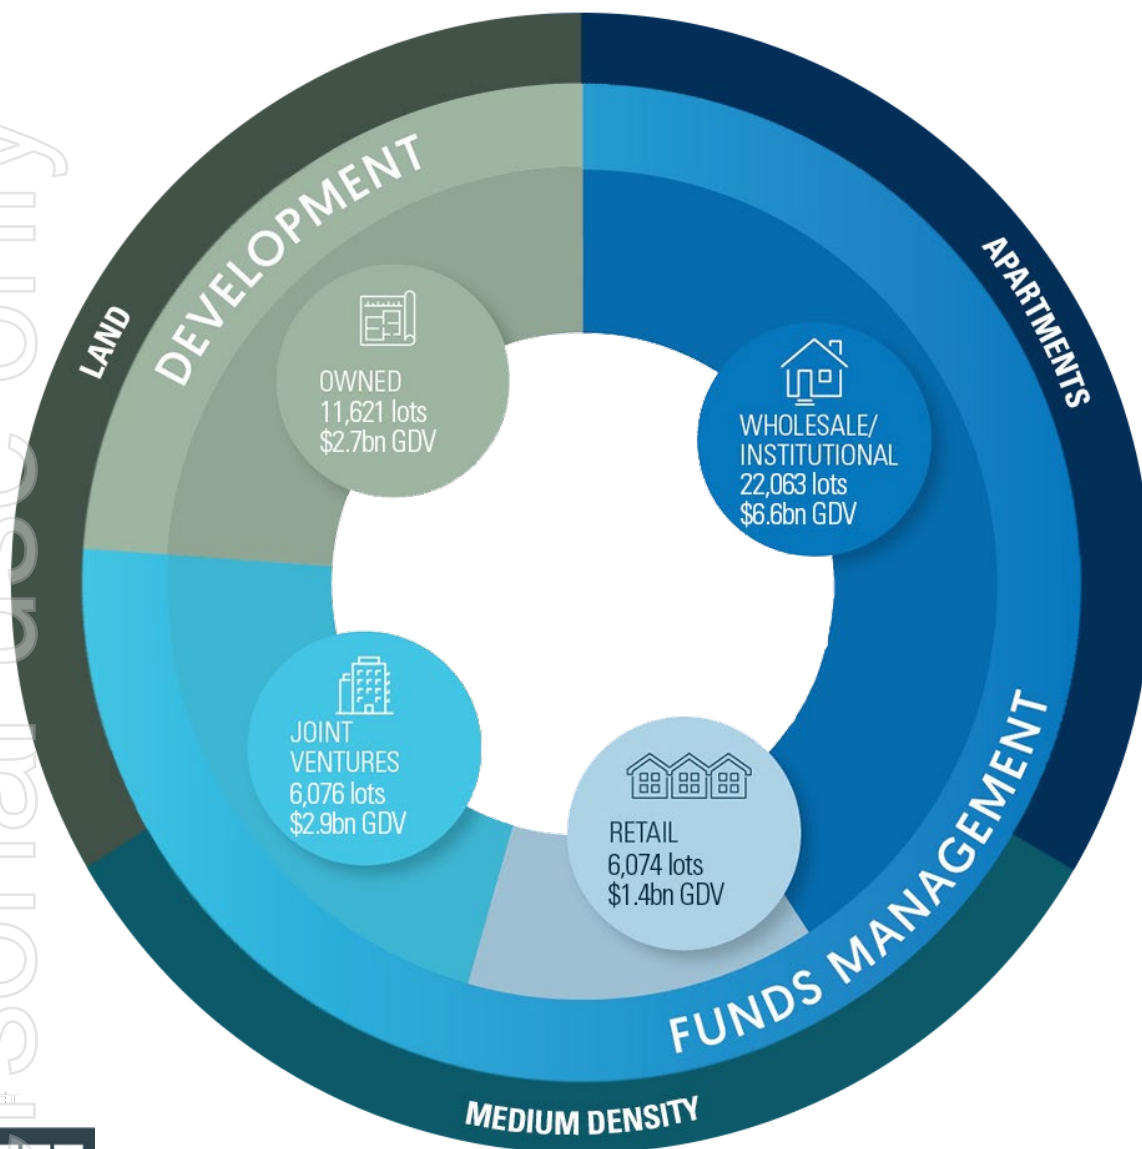 LAND
DEVELOPMENT
APARTMENTS
OWNED
11,621 lots
$2.7bn GDV
WHOLESALE/
INSTITUTIONAL
22,063 lots
$6.6bn GDV
JOINT
VENTURES
6,076 lots
$2.9bn GDV
RETAIL
6,074 lots
$1.4bn GDV
FUNDS MANAGEMENT
MEDIUM DENSITY